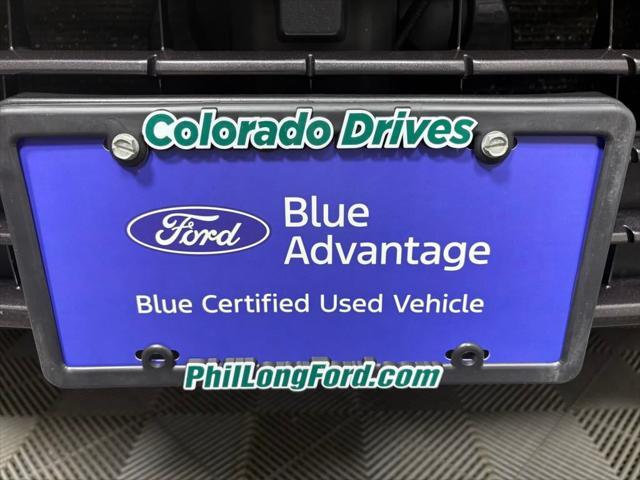 Colorado Drives
Ford
Blue
Advantage
Blue Certified Used Vehicle
PhilLongFord.com